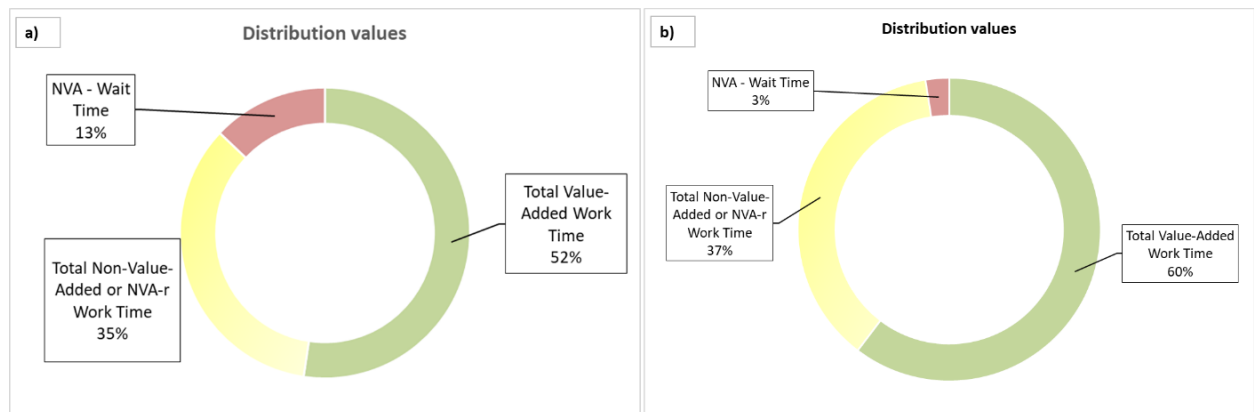 a)
Distribution values
NVA - Wait
Time
13%
Total Value-
Added Work
Time
52%
Total Non-Value-
Added or NVA-r
Work Time
35%
b)
Distribution values
NVA - Wait Time
3%
Total Non-Value-
Added or NVA-r
Work Time
37%
Total Value-Added
Work Time
60%